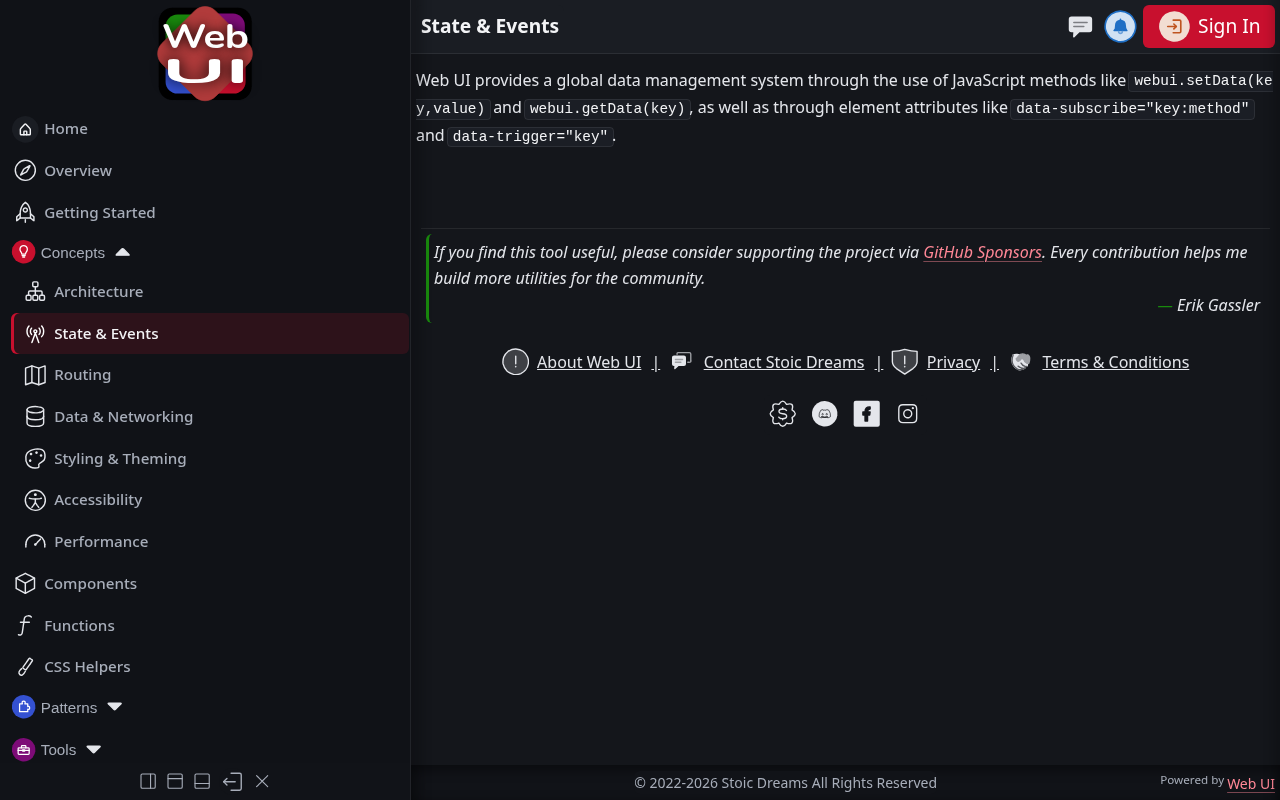 Web
UI
Home
Overview
Getting Started
Concepts
Architecture
State & Events
Routing
Data & Networking
Styling & Theming
Accessibility
Performance
Components
Functions
CSS Helpers
Patterns
Tools
State & Events
Sign In
Web UI provides a global data management system through the use of JavaScript methods like webui.setData(ke
y,value) and webui.getData(key), as well as through element attributes like data-subscribe="key:method"
and data-trigger="key".
If you find this tool useful, please consider supporting the project via GitHub Sponsors. Every contribution helps me
build more utilities for the community.
— Erik Gassler
About Web UI | Contact Stoic Dreams | Privacy | Terms & Conditions
© 2022-2026 Stoic Dreams All Rights Reserved
Powered by Web UI